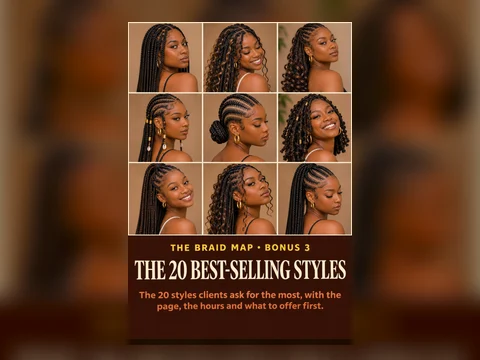 THE BRAID MAP • BONUS 3
THE 20 BEST-SELLING STYLES
The 20 styles clients ask for the most, with the
page, the hours and what to offer first.